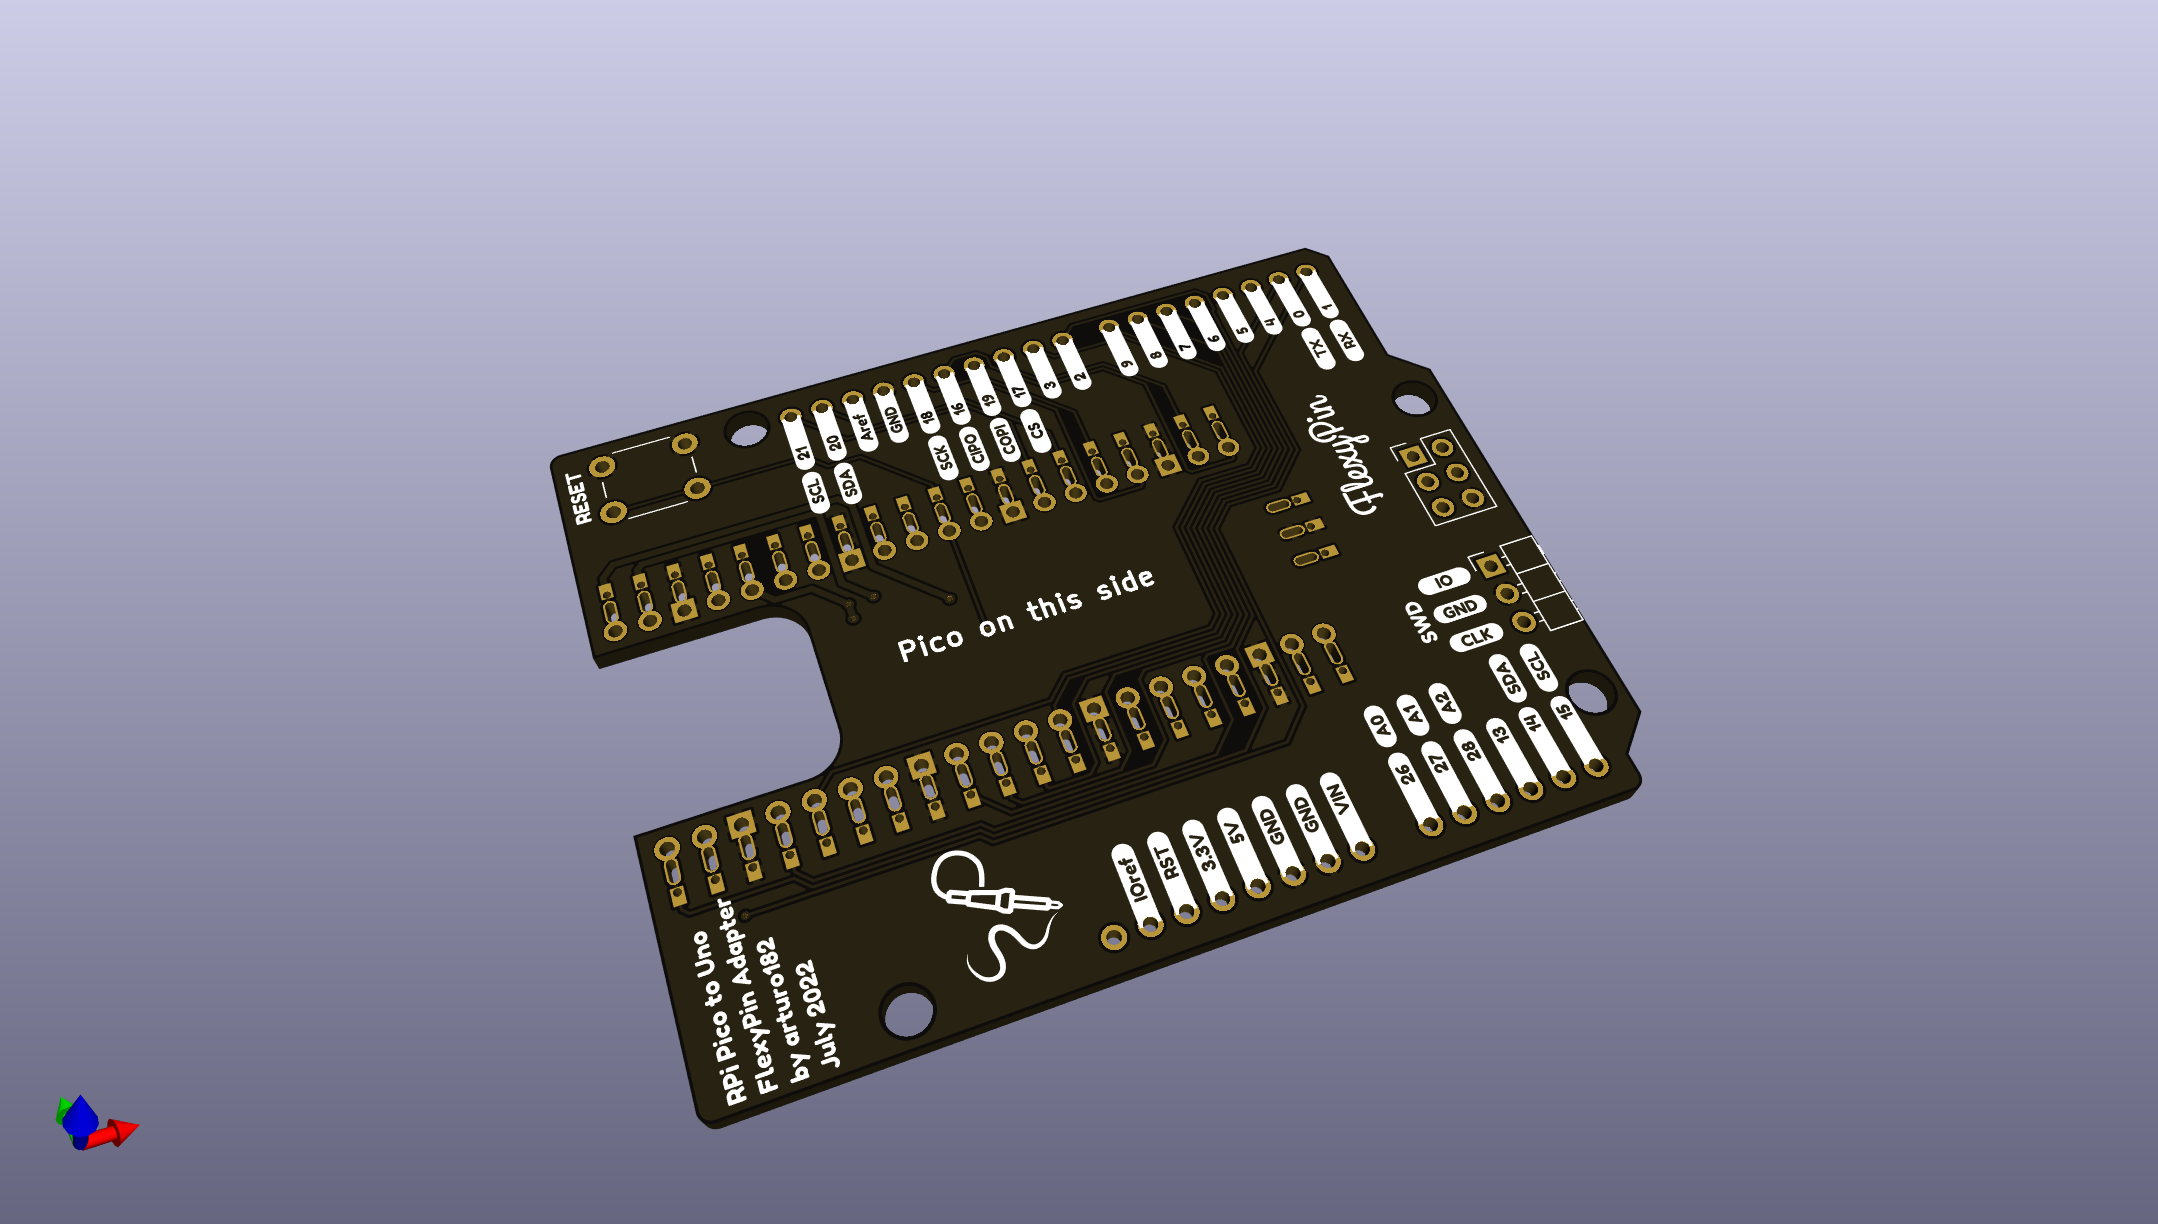 RESET
21
20
Aref
GND
18
16
19
17
3
2
9
8
7
6
5
4
0
1
SCL
SDA
SCK
CIPO
COPI
CS
TX
RX
FlexyPin
Pico on this side
SWD
IO
GND
CLK
SDA
SCL
A0
A1
A2
26
27
28
13
14
15
IOref
RST
3.3V
5V
GND
GND
VIN
RPi Pico to Uno
FlexyPin Adapter
by arturo182
July 2022